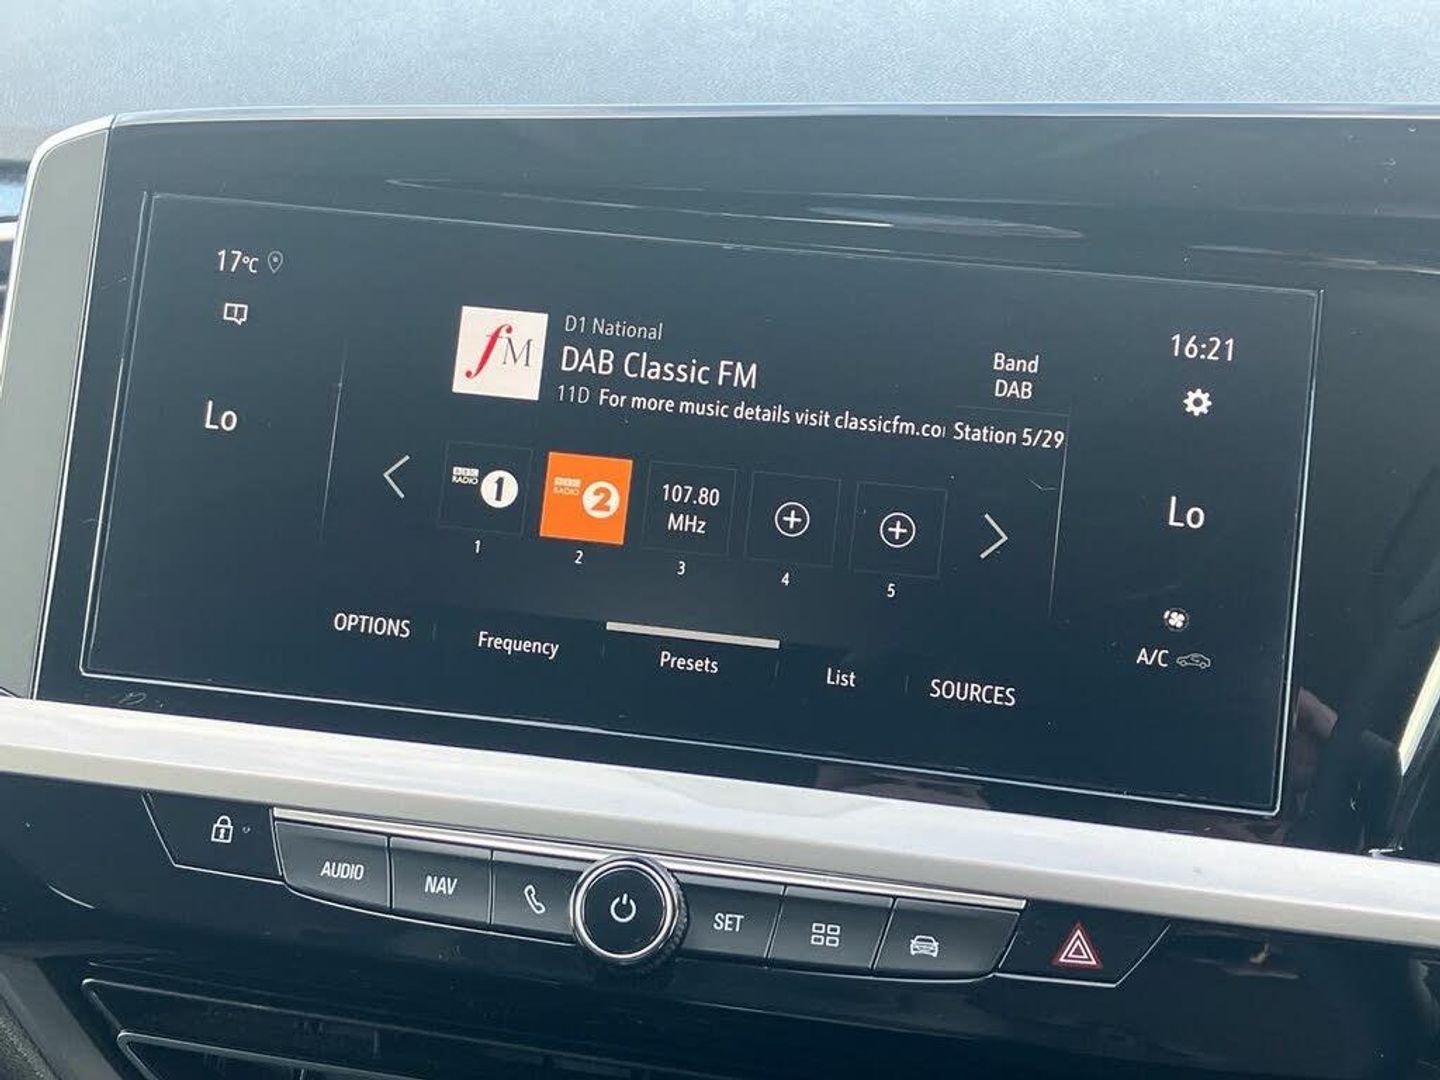 17°C
Lo
fM
D1 National
DAB Classic FM
11D For more music details visit classicfm.co
Band
DAB
Station 5/29
16:21
Lo
A/C
BBC RADIO 1
BBC RADIO 2
107.80
MHz
1
2
3
4
5
OPTIONS
Frequency
Presets
List
SOURCES
AUDIO
NAV
SET